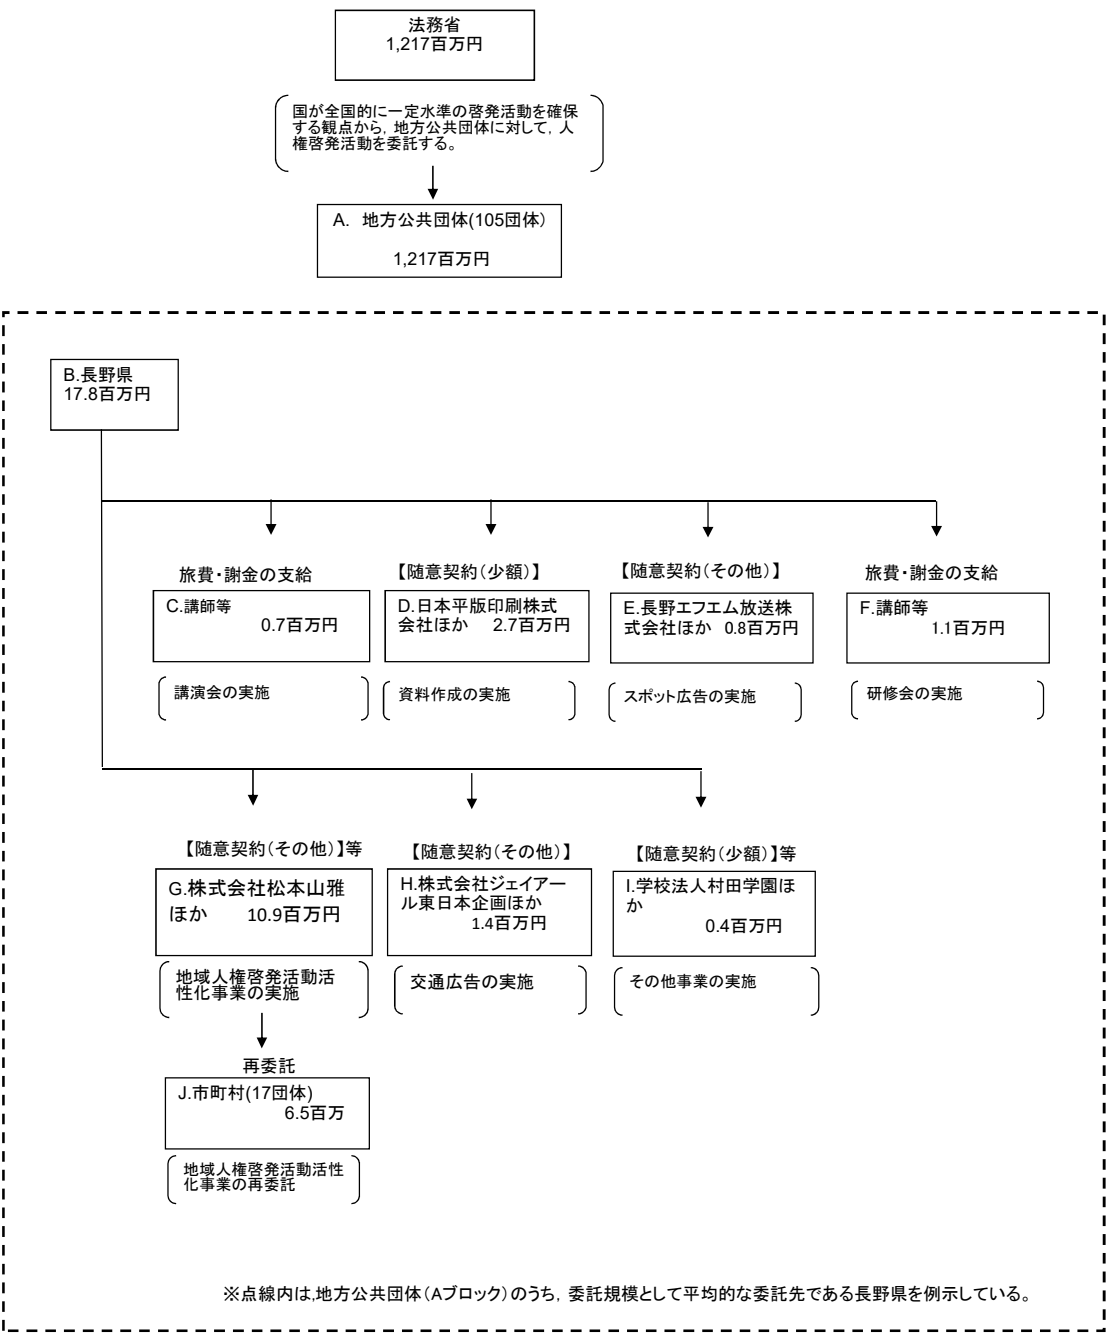 法務省
1,217百万円
国が全国的に一定水準の啓発活動を確保
する観点から, 地方公共団体に対して, 人
権啓発活動を委託する。
A. 地方公共団体(105団体)
1,217百万円
B.長野県
17.8百万円
旅費・謝金の支給
C.講師等
0.7百万円
講演会の実施
【随意契約(少額)】
D.日本平版印刷株式
会社ほか 2.7百万円
資料作成の実施
【随意契約(その他)】
E.長野エフエム放送株
式会社ほか 0.8百万円
スポット広告の実施
旅費・謝金の支給
F.講師等
1.1百万円
研修会の実施
【随意契約(その他)】等
G.株式会社松本山雅
ほか 10.9百万円
地域人権啓発活動活
性化事業の実施
【随意契約(その他)】
H.株式会社ジェイアー
ル東日本企画ほか
1.4百万円
交通広告の実施
【随意契約(少額)】等
I.学校法人村田学園ほ
か
0.4百万円
その他事業の実施
再委託
J.市町村(17団体)
6.5百万
地域人権啓発活動活性
化事業の再委託
※点線内は,地方公共団体(Aブロック)のうち, 委託規模として平均的な委託先である長野県を例示している。